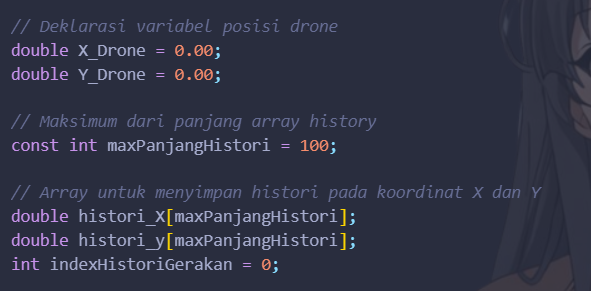 // Deklarasi variabel posisi drone
double X_Drone = 0.00;
double Y_Drone = 0.00;
// Maksimum dari panjang array history
const int maxPanjangHistori = 100;
// Array untuk menyimpan histori pada koordinat X dan Y
double histori_X[maxPanjangHistori];
double histori_y[maxPanjangHistori];
int indexHistoriGerakan = 0;